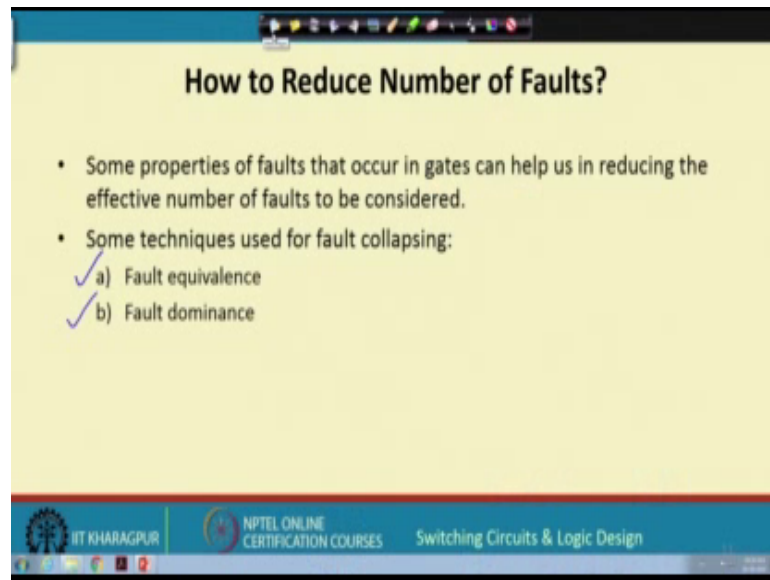 How to Reduce Number of Faults?
• Some properties of faults that occur in gates can help us in reducing the
effective number of faults to be considered.
• Some techniques used for fault collapsing:
a) Fault equivalence
b) Fault dominance
IIT KHARAGPUR
NPTEL ONLINE
CERTIFICATION COURSES
Switching Circuits & Logic Design